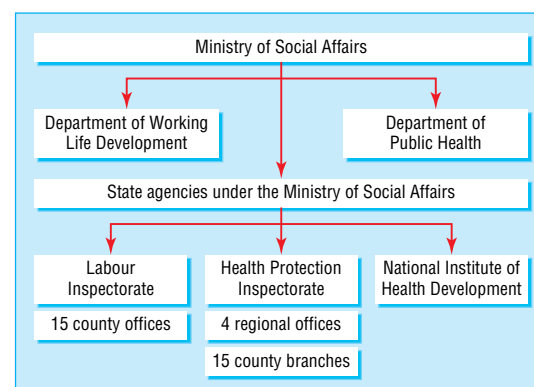 Ministry of Social Affairs
Department of Working
Life Development
Department of
Public Health
State agencies under the Ministry of Social Affairs
Labour
Inspectorate
Health Protection
Inspectorate
National Institute of
Health Development
15 county offices
4 regional offices
15 county branches